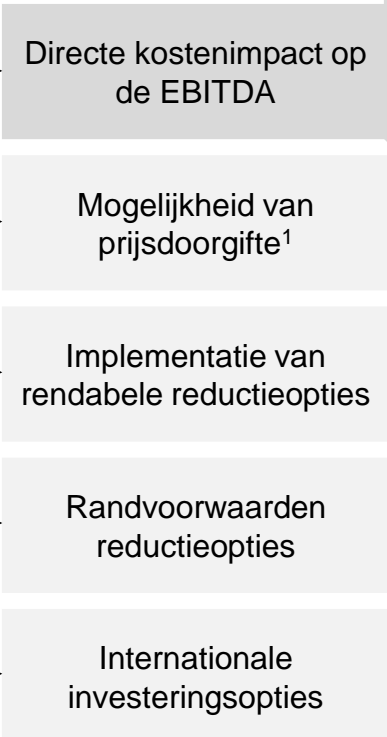 Directe kostenimpact op
de EBITDA
Mogelijkheid van
prijsdoorgifte¹
Implementatie van
rendabele reductieopties
Randvoorwaarden
reductieopties
Internationale
investeringsopties